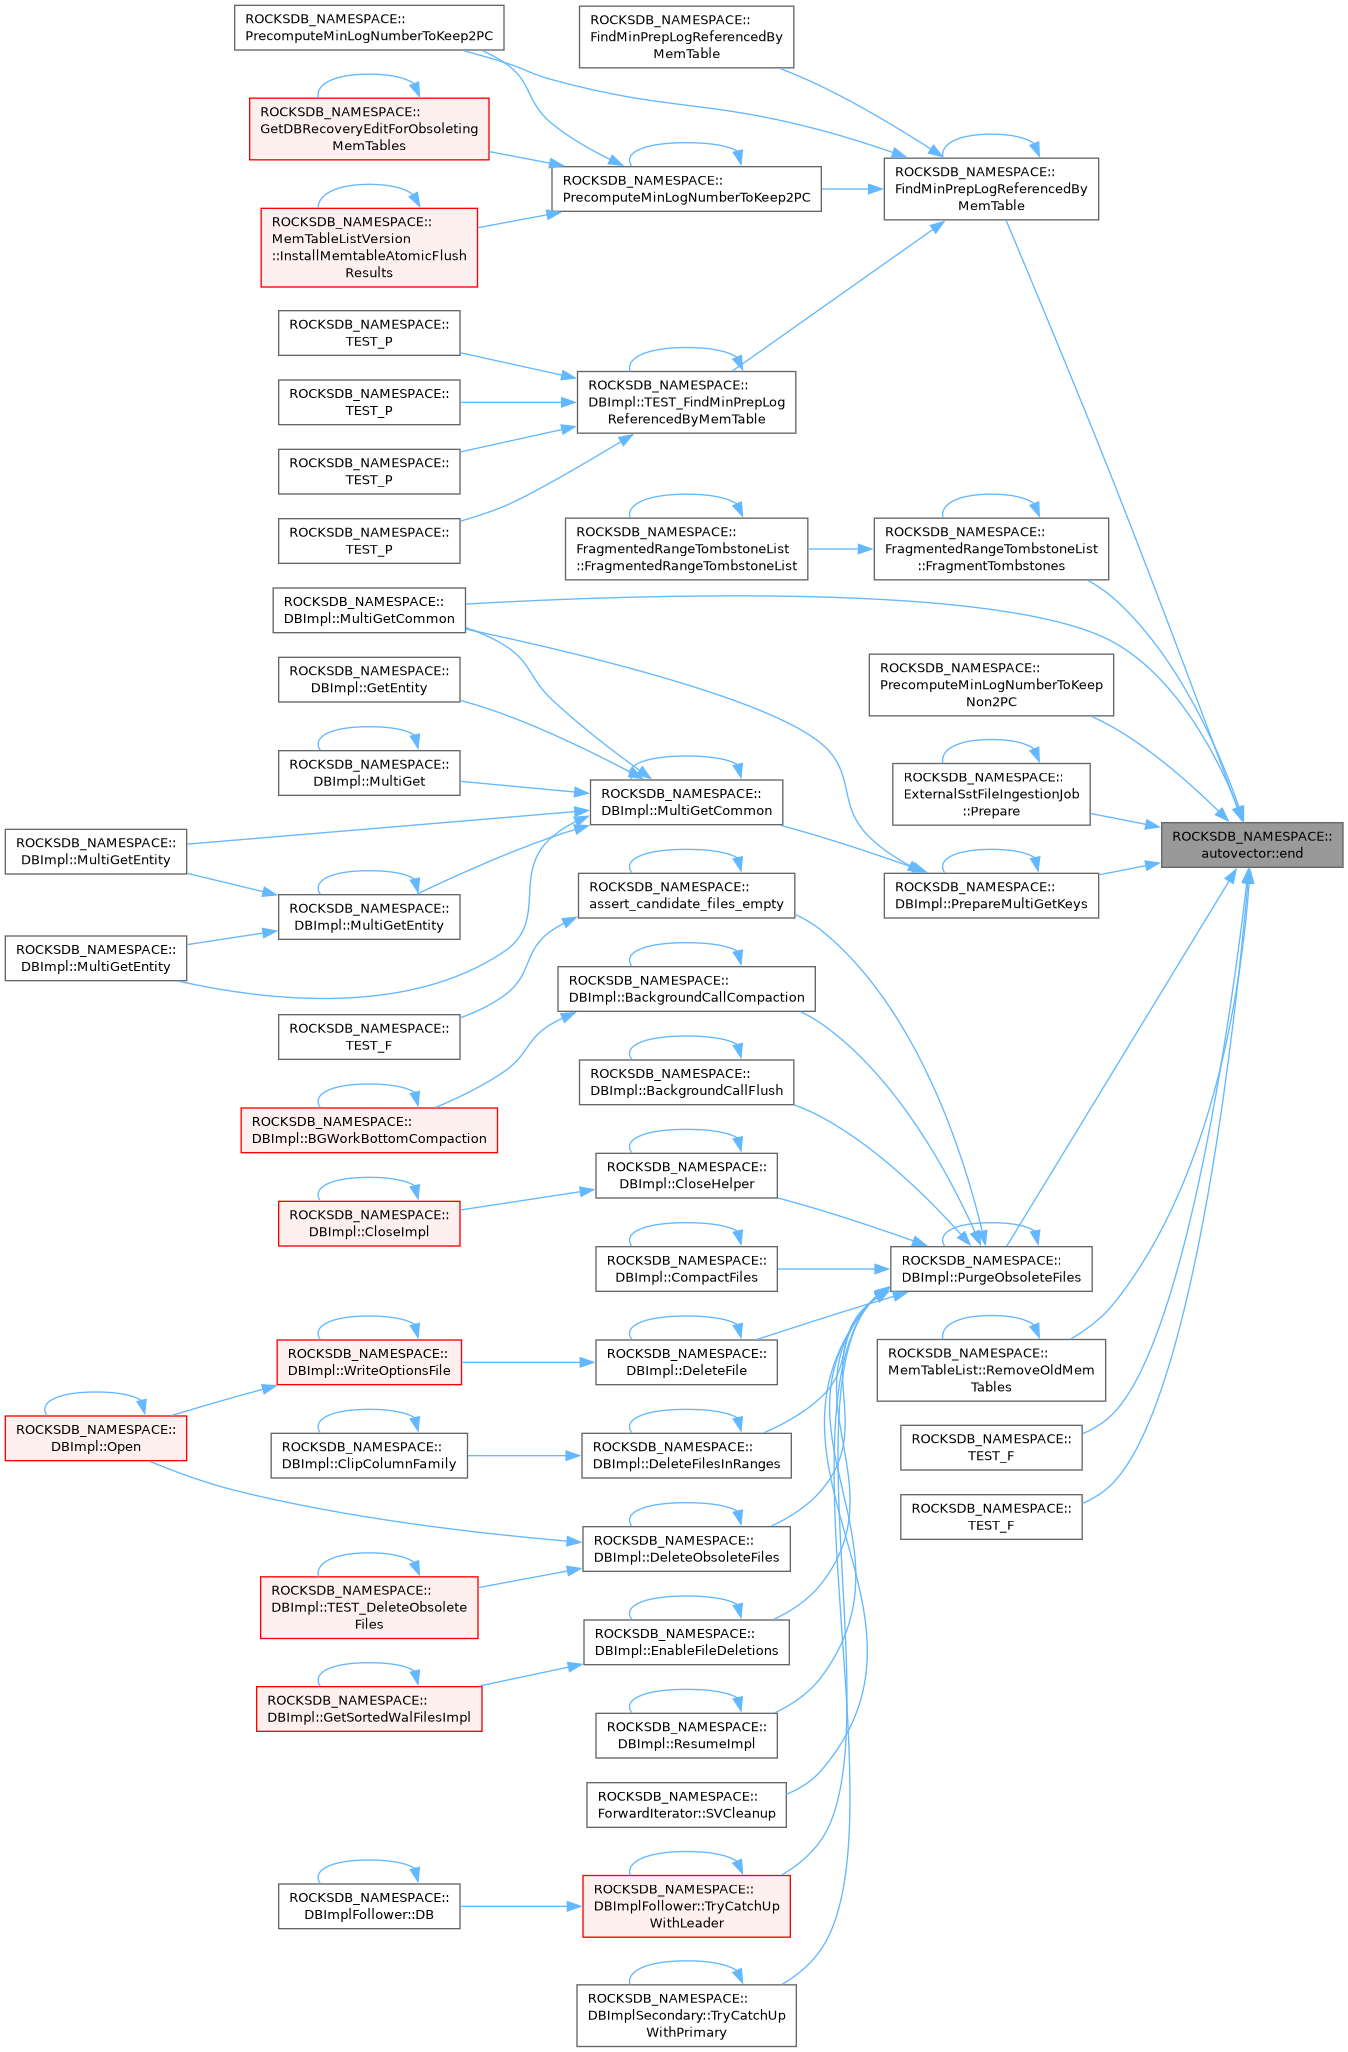 ROCKSDB_NAMESPACE::
PrecomputeMinLogNumberToKeep2PC
ROCKSDB_NAMESPACE::
FindMinPrepLogReferencedBy
MemTable
ROCKSDB_NAMESPACE::
GetDBRecoveryEditForObsoleting
MemTables
ROCKSDB_NAMESPACE::
PrecomputeMinLogNumberToKeep2PC
ROCKSDB_NAMESPACE::
FindMinPrepLogReferencedBy
MemTable
ROCKSDB_NAMESPACE::
MemTableListVersion
::InstallMemtableAtomicFlush
Results
ROCKSDB_NAMESPACE::
TEST_P
ROCKSDB_NAMESPACE::
TEST_P
ROCKSDB_NAMESPACE::
DBImpl::TEST_FindMinPrepLog
ReferencedByMemTable
ROCKSDB_NAMESPACE::
TEST_P
ROCKSDB_NAMESPACE::
TEST_P
ROCKSDB_NAMESPACE::
FragmentedRangeTombstoneList
::FragmentedRangeTombstoneList
ROCKSDB_NAMESPACE::
FragmentedRangeTombstoneList
::FragmentTombstones
ROCKSDB_NAMESPACE::
DBImpl::MultiGetCommon
ROCKSDB_NAMESPACE::
DBImpl::GetEntity
ROCKSDB_NAMESPACE::
PrecomputeMinLogNumberToKeep
Non2PC
ROCKSDB_NAMESPACE::
DBImpl::MultiGet
ROCKSDB_NAMESPACE::
DBImpl::MultiGetCommon
ROCKSDB_NAMESPACE::
ExternalSstFileIngestionJob
::Prepare
ROCKSDB_NAMESPACE::
autovector::end
ROCKSDB_NAMESPACE::
DBImpl::MultiGetEntity
ROCKSDB_NAMESPACE::
DBImpl::MultiGetEntity
ROCKSDB_NAMESPACE::
assert_candidate_files_empty
ROCKSDB_NAMESPACE::
DBImpl::PrepareMultiGetKeys
ROCKSDB_NAMESPACE::
DBImpl::MultiGetEntity
ROCKSDB_NAMESPACE::
DBImpl::BackgroundCallCompaction
ROCKSDB_NAMESPACE::
TEST_F
ROCKSDB_NAMESPACE::
DBImpl::BackgroundCallFlush
ROCKSDB_NAMESPACE::
DBImpl::BGWorkBottomCompaction
ROCKSDB_NAMESPACE::
DBImpl::CloseHelper
ROCKSDB_NAMESPACE::
DBImpl::CloseImpl
ROCKSDB_NAMESPACE::
DBImpl::CompactFiles
ROCKSDB_NAMESPACE::
DBImpl::PurgeObsoleteFiles
ROCKSDB_NAMESPACE::
DBImpl::WriteOptionsFile
ROCKSDB_NAMESPACE::
DBImpl::DeleteFile
ROCKSDB_NAMESPACE::
MemTableList::RemoveOldMem
Tables
ROCKSDB_NAMESPACE::
DBImpl::Open
ROCKSDB_NAMESPACE::
DBImpl::ClipColumnFamily
ROCKSDB_NAMESPACE::
DBImpl::DeleteFilesInRanges
ROCKSDB_NAMESPACE::
TEST_F
ROCKSDB_NAMESPACE::
TEST_F
ROCKSDB_NAMESPACE::
DBImpl::DeleteObsoleteFiles
ROCKSDB_NAMESPACE::
DBImpl::TEST_DeleteObsolete
Files
ROCKSDB_NAMESPACE::
DBImpl::EnableFileDeletions
ROCKSDB_NAMESPACE::
DBImpl::GetSortedWalFilesImpl
ROCKSDB_NAMESPACE::
DBImpl::ResumeImpl
ROCKSDB_NAMESPACE::
ForwardIterator::SVCleanup
ROCKSDB_NAMESPACE::
DBImplFollower::DB
ROCKSDB_NAMESPACE::
DBImplFollower::TryCatchUp
WithLeader
ROCKSDB_NAMESPACE::
DBImplSecondary::TryCatchUp
WithPrimary